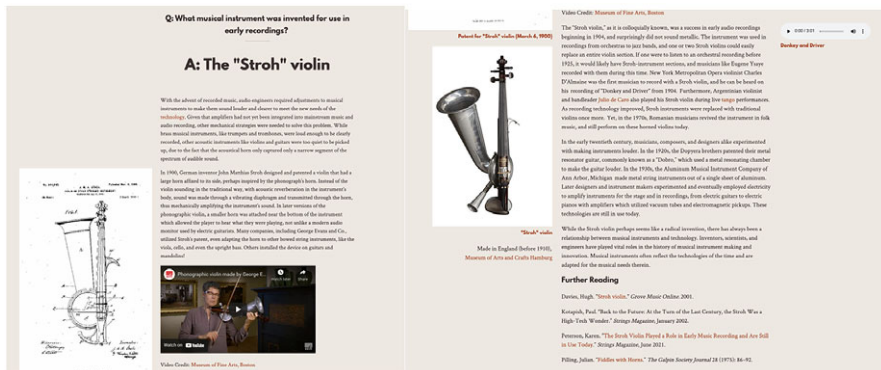 Q: What musical instrument was invented for use in
early recordings?
A: The "Stroh" violin
With the advent of recorded music, audio engineers required adjustments to musical
instruments to make them sound louder and clearer to meet the new needs of the
technology. Given that amplifiers had not yet been integrated into mainstream music and
audio recording, other mechanical strategies were needed to solve this problem. While
brass musical instruments, like trumpets and trombones, were loud enough to be clearly
recorded, other acoustic instruments like violins and guitars were too quiet to be picked
up, due to the fact that the acoustical horn only captured only a narrow segment of the
spectrum of audible sound.
In 1900, German inventor John Matthias Stroh designed and patented a violin that had a
large horn affixed to its side, perhaps inspired by the phonograph's horn. Instead of the
violin sounding in the traditional way, with acoustic reverberation in the instrument's
body, sound was made through a vibrating diaphragm and transmitted through the horn,
thus mechanically amplifying the instrument's sound. In later versions of the
phonographic violin, a smaller horn was attached near the bottom of the instrument
which allowed the player to hear what they were playing, not unlike a modern audio
monitor used by electric guitarists. Many companies, including George Evans and Co.,
utilized Stroh's patent, even adapting the horn to other bowed string instruments, like the
viola, cello, and even the upright bass. Others installed the device on guitars and
mandolins!
Phonographic violin made by George E...
Watch later
Share
Watch on YouTube
Video Credit: Museum of Fine Arts, Boston
Patent for "Stroh" violin (March 6, 1900)
"Stroh" violin
Made in England (before 1910),
Museum of Arts and Crafts Hamburg
Video Credit: Museum of Fine Arts, Boston
The "Stroh violin," as it is colloquially known, was a success in early audio recordings
beginning in 1904, and surprisingly did not sound metallic. The instrument was used in
recordings from orchestras to jazz bands, and one or two Stroh violins could easily
replace an entire violin section. If one were to listen to an orchestral recording before
1925, it would likely have Stroh-instrument sections, and musicians like Eugene Ysaye
recorded with them during this time. New York Metropolitan Opera violinist Charles
D'Almaine was the first musician to record with a Stroh violin, and he can be heard on
his recording of "Donkey and Driver" from 1904. Furthermore, Argentinian violinist
and bandleader Julio de Caro also played his Stroh violin during live tango performances.
As recording technology improved, Stroh instruments were replaced with traditional
violins once more. Yet, in the 1970s, Romanian musicians revived the instrument in folk
music, and still perform on these horned violins today.
In the early twentieth century, musicians, composers, and designers alike experimented
with making instruments louder. In the 1920s, the Dopyera brothers patented their metal
resonator guitar, commonly known as a "Dobro," which used a metal resonating chamber
to make the guitar louder. In the 1930s, the Aluminum Musical Instrument Company of
Ann Arbor, Michigan made metal string instruments out of a single sheet of aluminum.
Later designers and instrument makers experimented and eventually employed electricity
to amplify instruments for the stage and in recordings, from electric guitars to electric
pianos with amplifiers which utilized vacuum tubes and electromagnetic pickups. These
technologies are still in use today.
While the Stroh violin perhaps seems like a radical invention, there has always been a
relationship between musical instruments and technology. Inventors, scientists, and
engineers have played vital roles in the history of musical instrument making and
innovation. Musical instruments often reflect the technologies of the time and are
adapted for the musical needs therein.
Further Reading
Davies, Hugh. "Stroh violin." Grove Music Online. 2001.
Kotapish, Paul. "Back to the Future: At the Turn of the Last Century, the Stroh Was a
High-Tech Wonder." Strings Magazine, January 2002.
Peterson, Karen. "The Stroh Violin Played a Role in Early Music Recording and Are Still
in Use Today." Strings Magazine, June 2021.
Pilling, Julian. "Fiddles with Horns." The Galpin Society Journal 28 (1975): 86–92.
Donkey and Driver